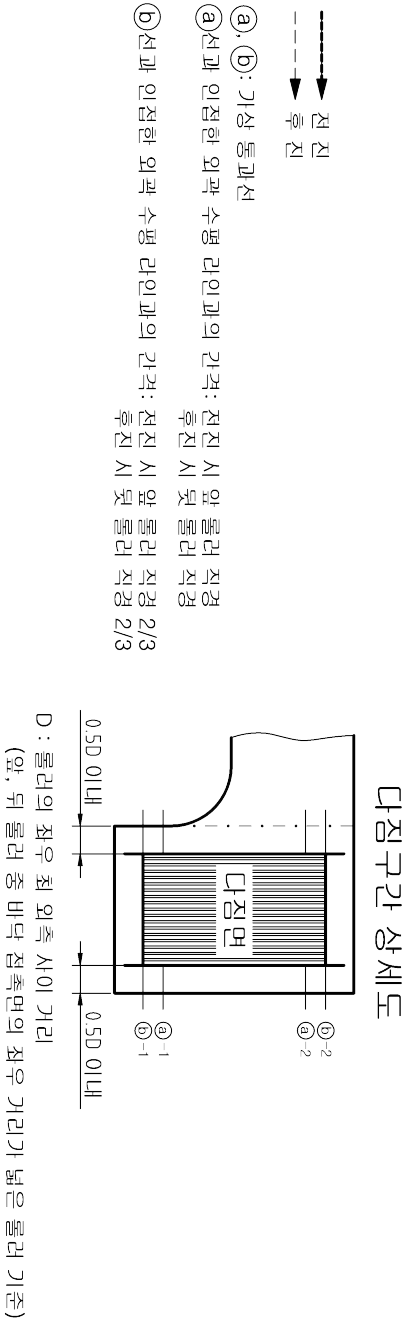 전 진
후 진
ⓐ, ⓑ: 가상 통과선
ⓐ선과 인접한 외곽 수평 라인과의 간격: 전진 시 앞 롤러 직경
후진 시 뒷 롤러 직경
ⓑ선과 인접한 외곽 수평 라인과의 간격: 전진 시 앞 롤러 직경 2/3
후진 시 뒷 롤러 직경 2/3
다짐구간 상세도
ⓑ-2
ⓐ-2
다짐면
ⓐ-1
ⓑ-1
0.5D 이내
0.5D 이내
D : 롤러의 좌우 최 외측 사이 거리
(앞, 뒤 롤러 중 바닥 접촉면의 좌우 거리가 넓은 롤러 기준)